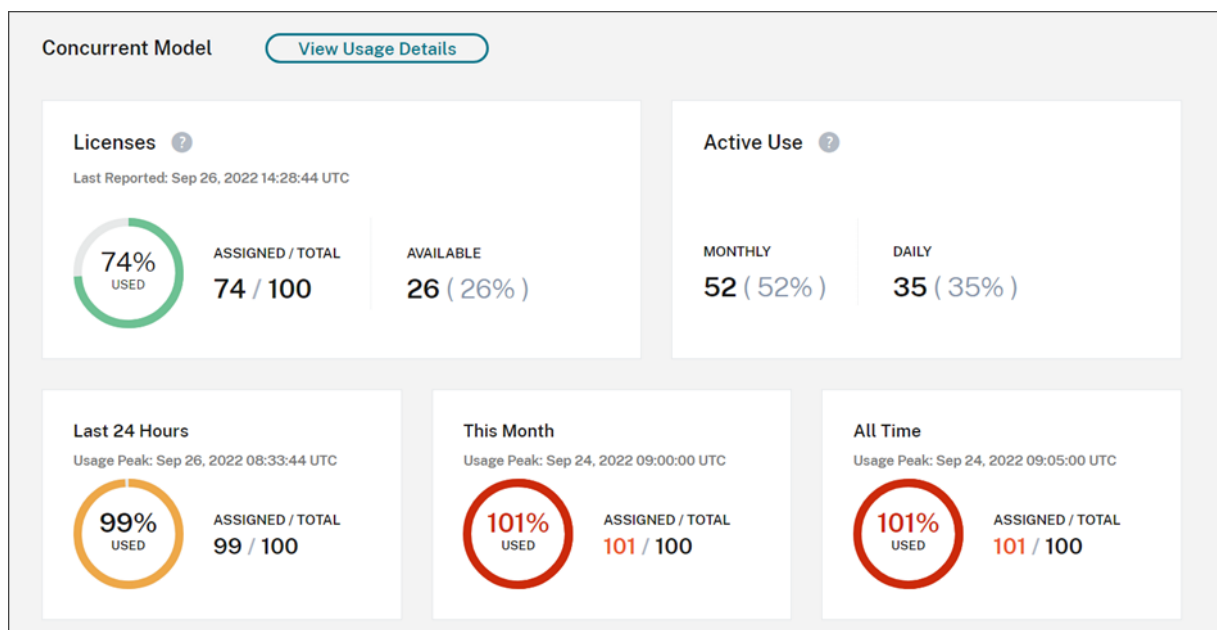 Concurrent Model
View Usage Details
Licenses ?
Last Reported: Sep 26, 2022 14:28:44 UTC
74%
USED
ASSIGNED / TOTAL
74 / 100
AVAILABLE
26 ( 26% )
Active Use ?
MONTHLY
52 ( 52% )
DAILY
35 ( 35% )
Last 24 Hours
Usage Peak: Sep 26, 2022 08:33:44 UTC
99%
USED
ASSIGNED / TOTAL
99 / 100
This Month
Usage Peak: Sep 24, 2022 09:00:00 UTC
101%
USED
ASSIGNED / TOTAL
101 / 100
All Time
Usage Peak: Sep 24, 2022 09:05:00 UTC
101%
USED
ASSIGNED / TOTAL
101 / 100